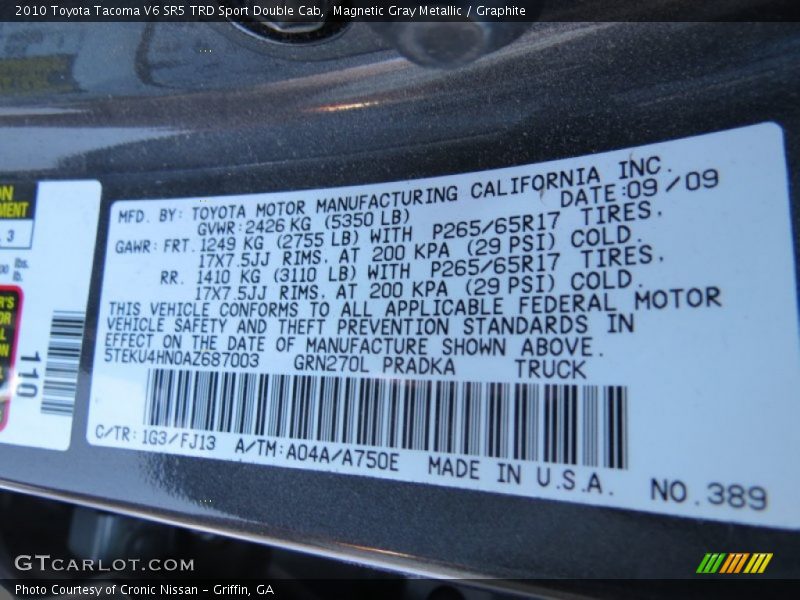 2010 Toyota Tacoma V6 SR5 TRD Sport Double Cab, Magnetic Gray Metallic / Graphite
MFD. BY: TOYOTA MOTOR MANUFACTURING CALIFORNIA INC.
DATE:09/09
GVWR:2426 KG (5350 LB)
GAWR: FRT. 1249 KG (2755 LB) WITH P265/65R17 TIRES,
17X7.5JJ RIMS, AT 200 KPA (29 PSI) COLD.
RR. 1410 KG (3110 LB) WITH P265/65R17 TIRES,
17X7.5JJ RIMS, AT 200 KPA (29 PSI) COLD.
THIS VEHICLE CONFORMS TO ALL APPLICABLE FEDERAL MOTOR
VEHICLE SAFETY AND THEFT PREVENTION STANDARDS IN
EFFECT ON THE DATE OF MANUFACTURE SHOWN ABOVE.
5TEKU4HN0AZ687003 GRN270L PRADKA TRUCK
C/TR:1G3/FJ13 A/TM:A04A/A750E MADE IN U.S.A. NO.389
110
3
lbs.
lb.
GTCARLOT.COM
Photo Courtesy of Cronic Nissan - Griffin, GA